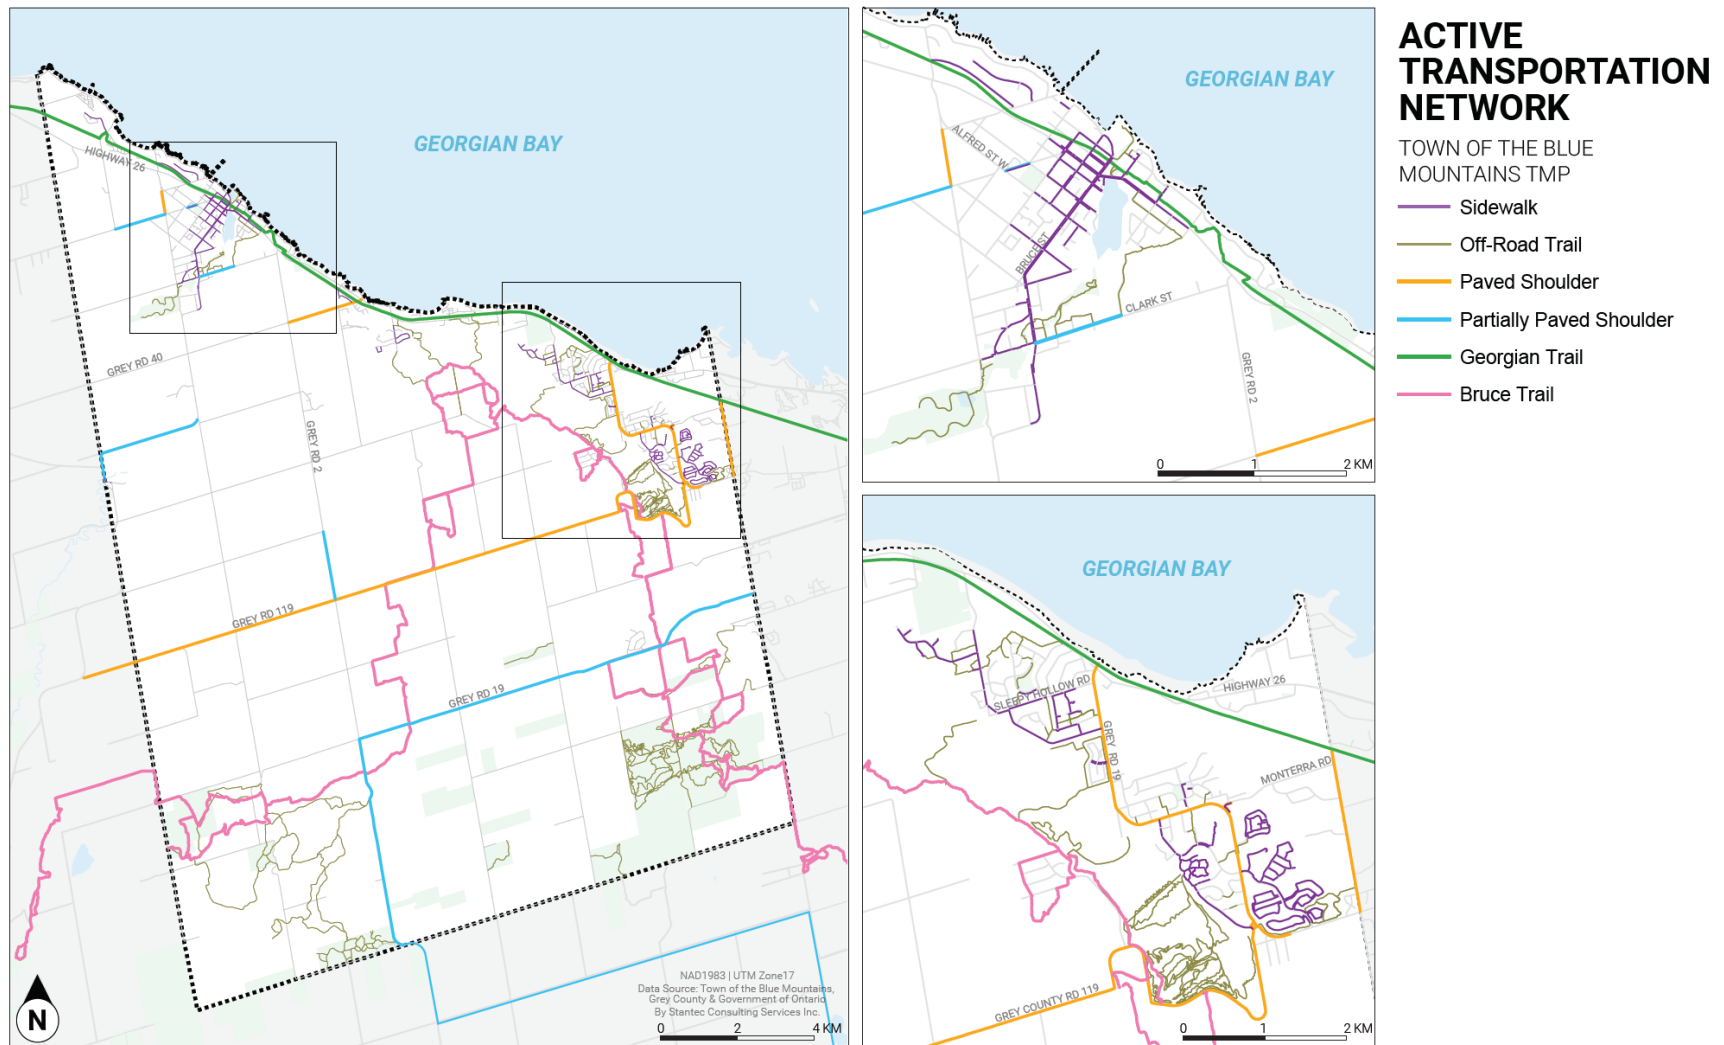 GEORGIAN BAY
HIGHWAY 26
GREY RD 40
GREY RD 2
GREY RD 119
GREY RD 19
N
NAD1983 | UTM Zone17
Data Source: Town of the Blue Mountains,
Grey County & Government of Ontario
By Stantec Consulting Services Inc.
0 2 4 KM
GEORGIAN BAY
ALFRED ST W
BRUCE ST
CLARK ST
GREY RD 2
0 1 2 KM
GEORGIAN BAY
SLEEPY HOLLOW RD
HIGHWAY 26
GREY RD 19
MONTERRA RD
GREY COUNTY RD 119
0 1 2 KM
ACTIVE
TRANSPORTATION
NETWORK
TOWN OF THE BLUE
MOUNTAINS TMP
Sidewalk
Off-Road Trail
Paved Shoulder
Partially Paved Shoulder
Georgian Trail
Bruce Trail